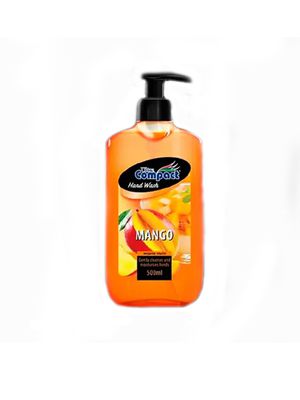 Compact
Hand Wash
MANGO
Gently cleanses and
moisturises hands
500ml